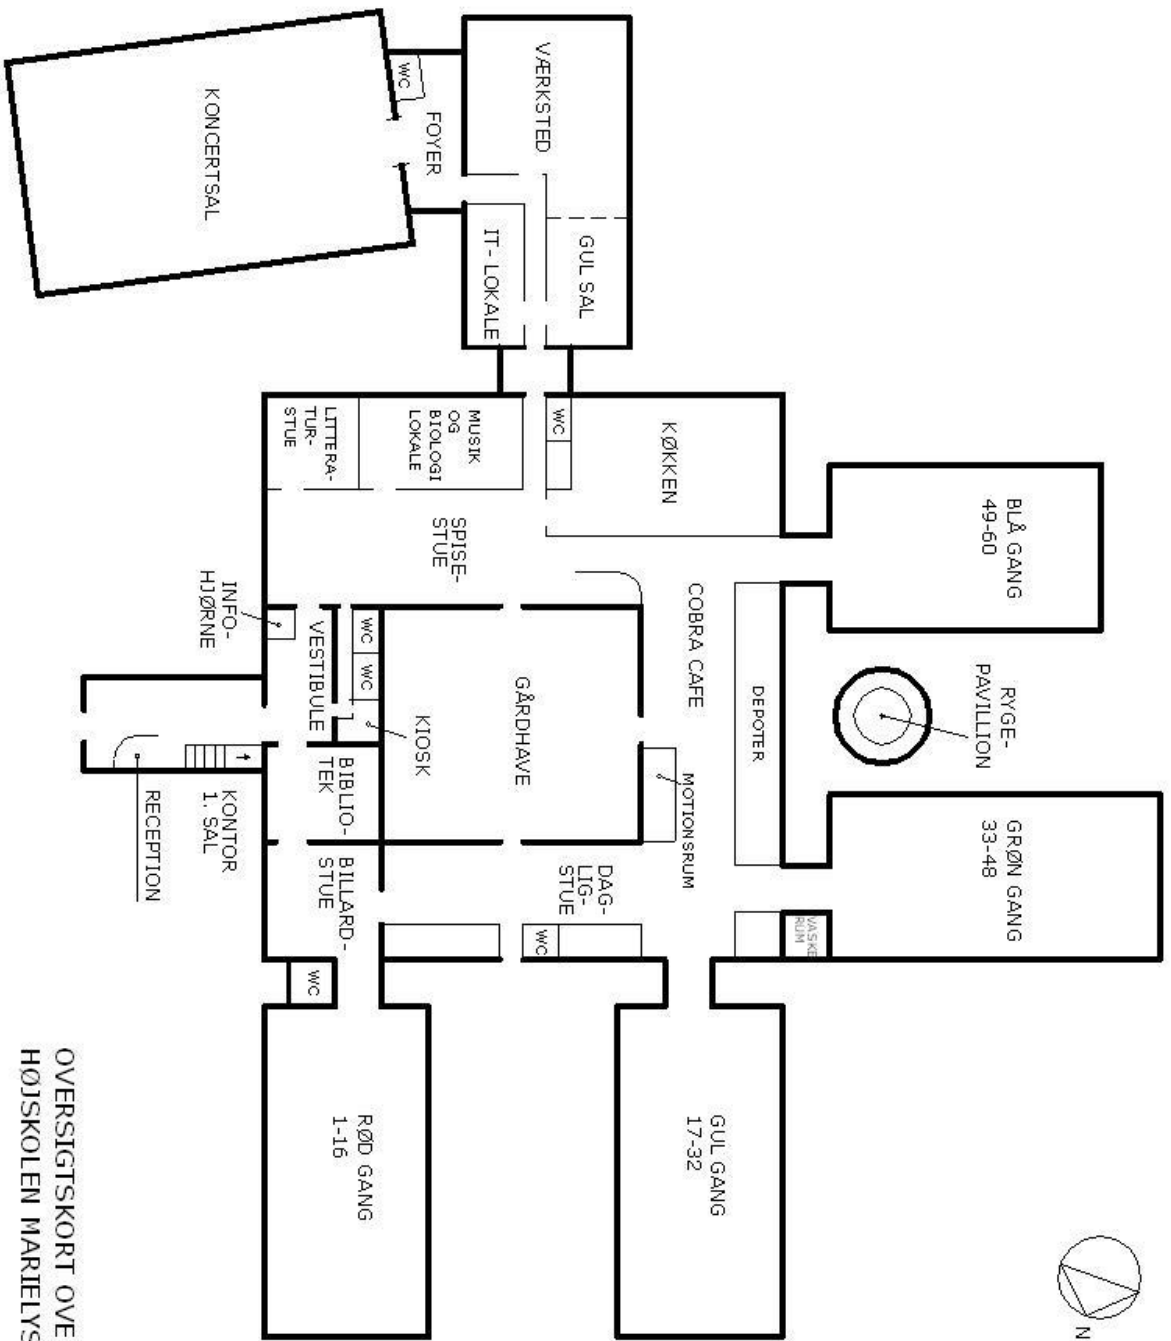 KONCERTSAL
WC
FOYER
VÆRKSTED
GUL SAL
IT- LOKALE
WC
KØKKEN
MUSIK
OG
BIOLOGI
LOKALE
LITTERA-
TUR-
STUE
SPISE-
STUE
BLÅ GANG
49-60
COBRA CAFE
DEPOTER
RYGE-
PAVILLION
INFO-
HJØRNE
VESTIBULE
WC
WC
KIOSK
GÅRDHAVE
MOTIONSRUM
BIBLIO-
TEK
KONTOR
1. SAL
RECEPTION
BILLARD-
STUE
DAG-
LIG-
STUE
WC
GRØN GANG
33-48
VASKE
RUM
WC
RØD GANG
1-16
GUL GANG
17-32
N
OVERSIGTSKORT OVE
HØJSKOLEN MARIELYS